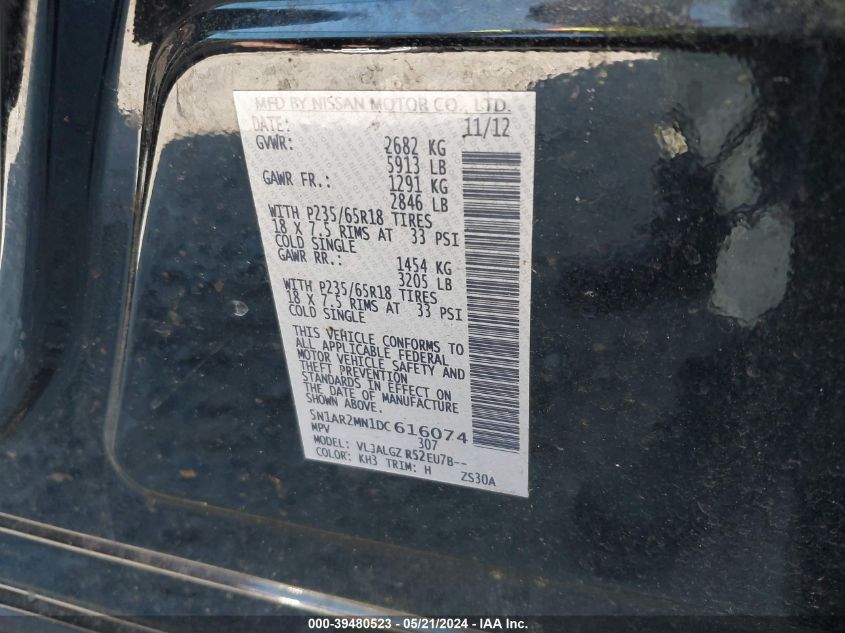 MFD BY NISSAN MOTOR CO., LTD.
DATE: 11/12
GVWR: 2682 KG
5913 LB
GAWR FR.: 1291 KG
2846 LB
WITH P235/65R18 TIRES
18 X 7.5 RIMS AT 33 PSI
COLD SINGLE
GAWR RR.: 1454 KG
3205 LB
WITH P235/65R18 TIRES
18 X 7.5 RIMS AT 33 PSI
COLD SINGLE
THIS VEHICLE CONFORMS TO
ALL APPLICABLE FEDERAL
MOTOR VEHICLE SAFETY AND
THEFT PREVENTION
STANDARDS IN EFFECT ON
THE DATE OF MANUFACTURE
SHOWN ABOVE.
5N1AR2MN1DC616074
MPV 307
MODEL: VLJALGZ R52EU7B--
COLOR: KH3 TRIM: H ZS30A
000-39480523 - 05/21/2024 - IAA Inc.